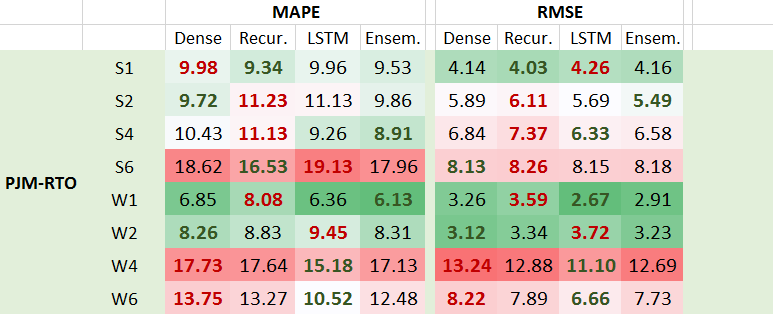 MAPE RMSE
Dense Recur. LSTM Ensem. Dense Recur. LSTM Ensem.
S1 9.98 9.34 9.96 9.53 4.14 4.03 4.26 4.16
S2 9.72 11.23 11.13 9.86 5.89 6.11 5.69 5.49
S4 10.43 11.13 9.26 8.91 6.84 7.37 6.33 6.58
S6 18.62 16.53 19.13 17.96 8.13 8.26 8.15 8.18
PJM-RTO
W1 6.85 8.08 6.36 6.13 3.26 3.59 2.67 2.91
W2 8.26 8.83 9.45 8.31 3.12 3.34 3.72 3.23
W4 17.73 17.64 15.18 17.13 13.24 12.88 11.10 12.69
W6 13.75 13.27 10.52 12.48 8.22 7.89 6.66 7.73